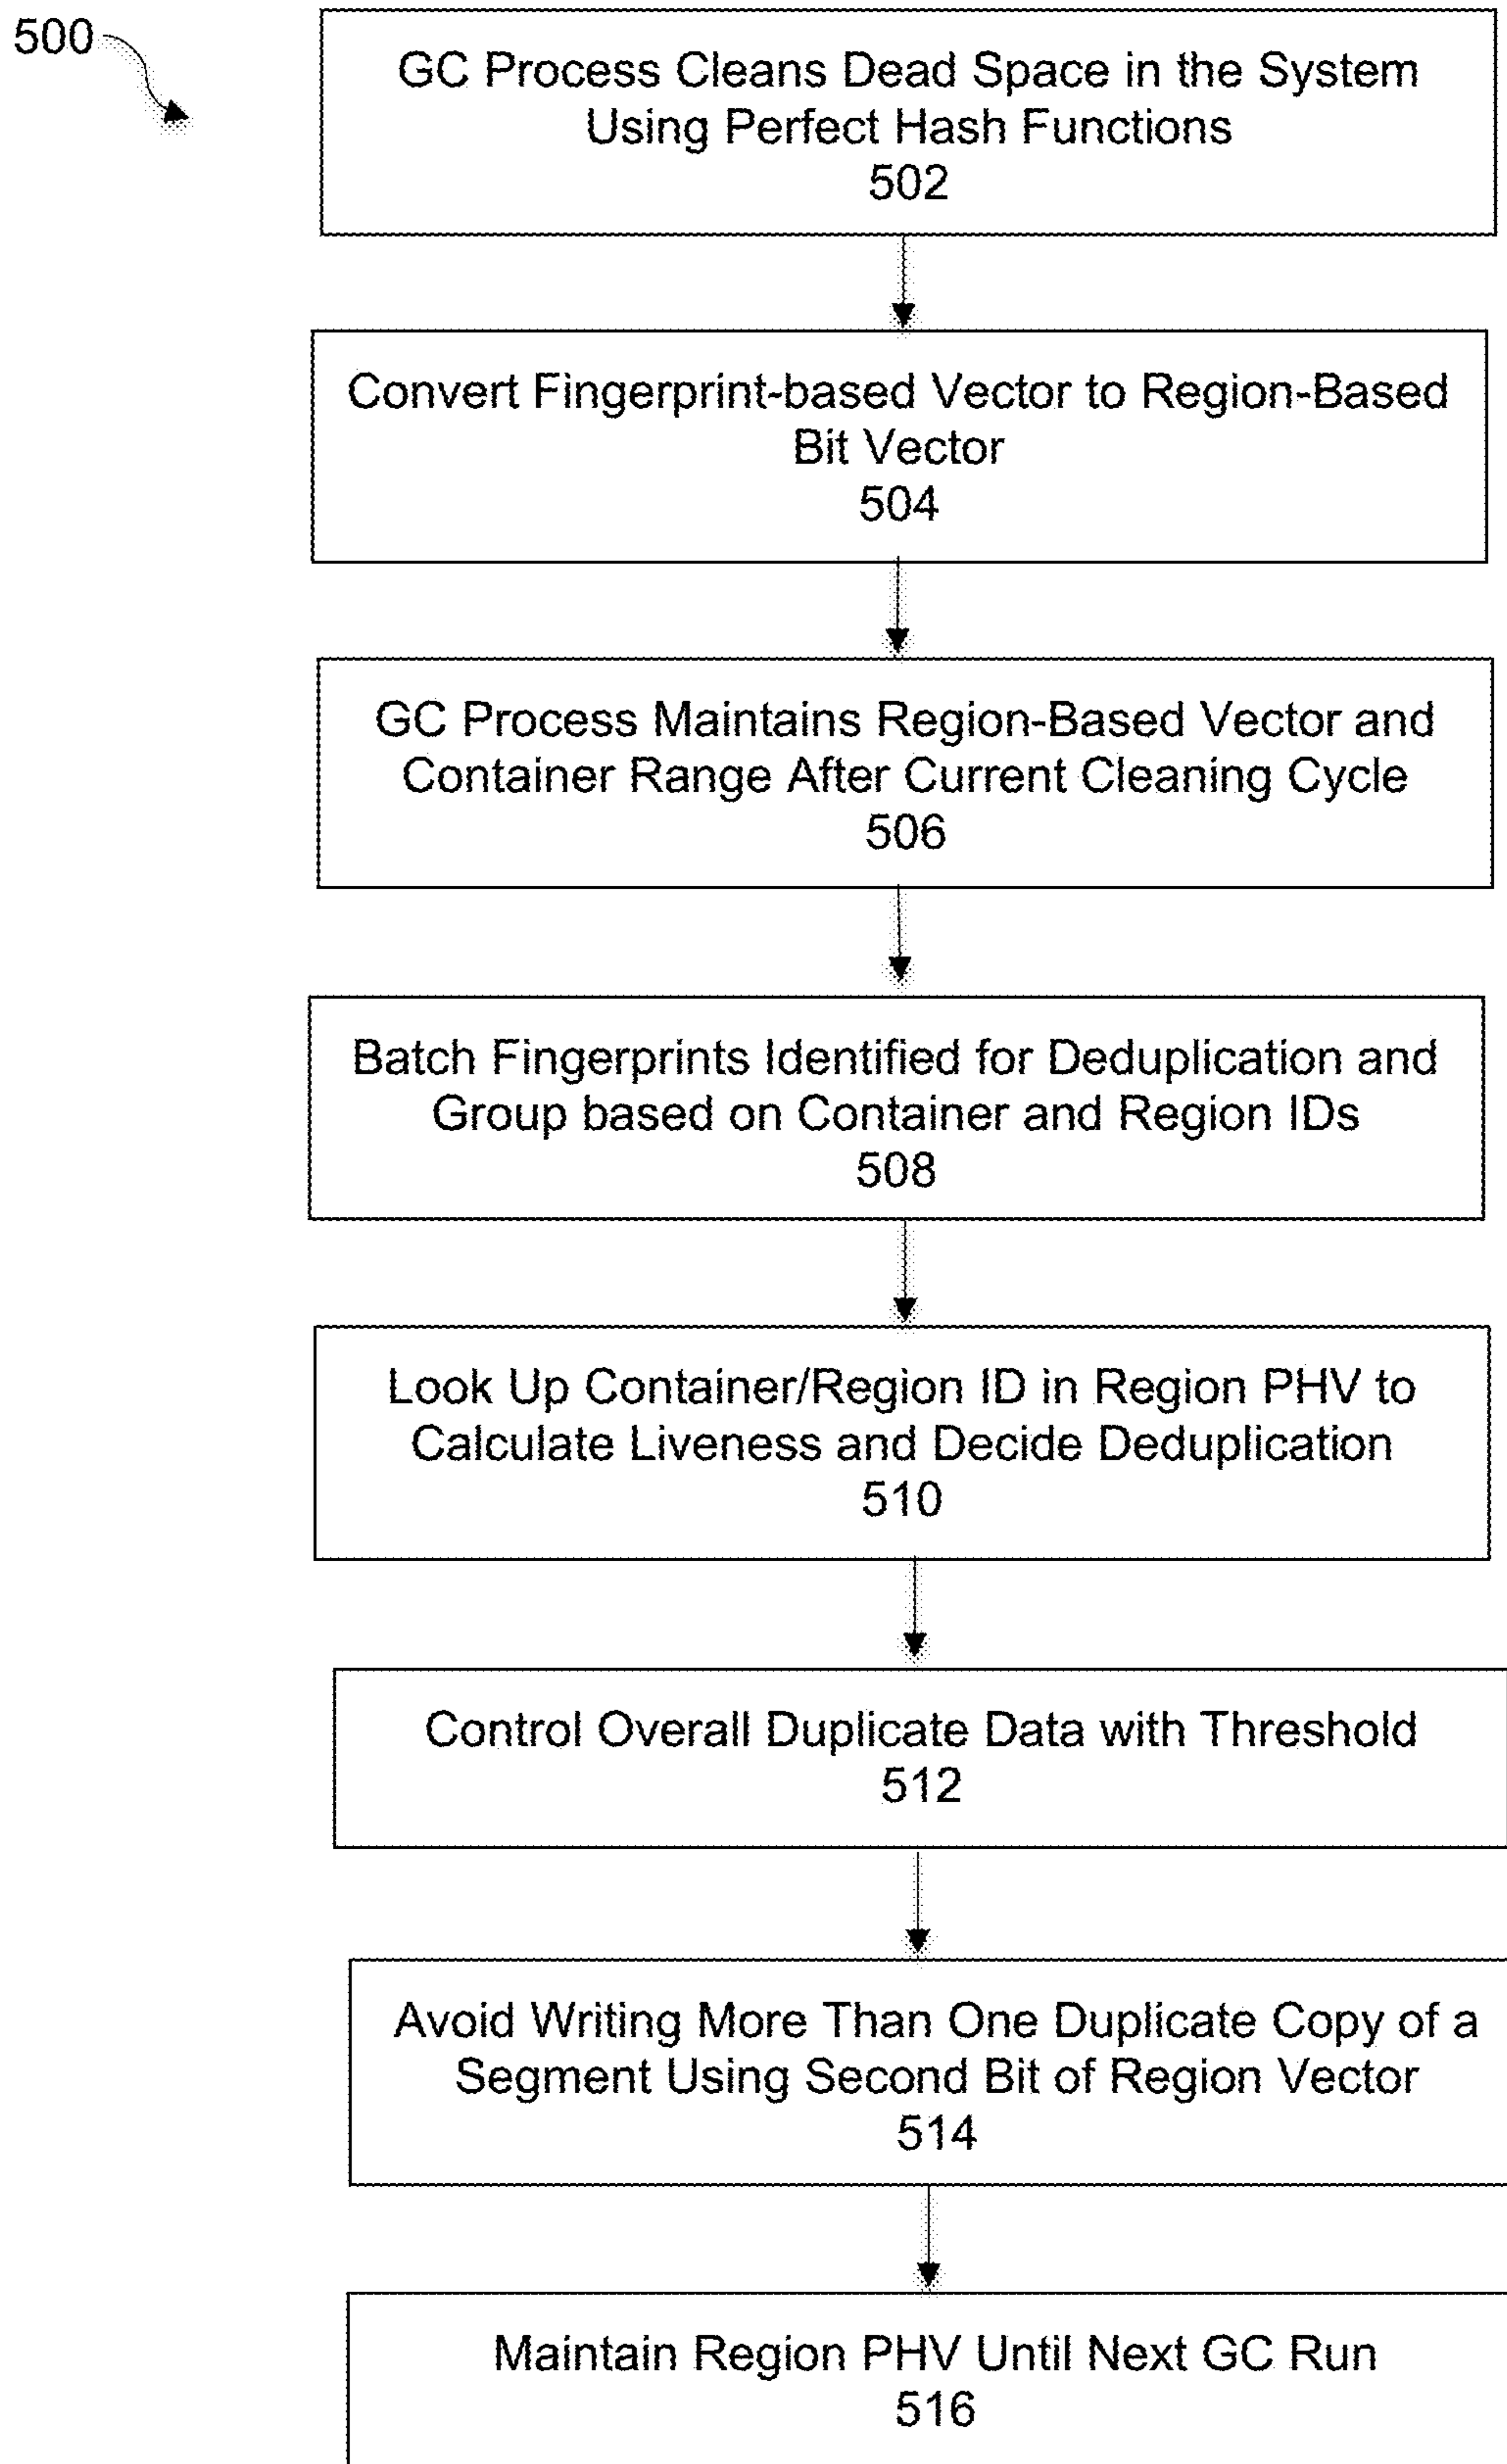 500
GC Process Cleans Dead Space in the System
Using Perfect Hash Functions
502
Convert Fingerprint-based Vector to Region-Based
Bit Vector
504
GC Process Maintains Region-Based Vector and
Container Range After Current Cleaning Cycle
506
Batch Fingerprints Identified for Deduplication and
Group based on Container and Region IDs
508
Look Up Container/Region ID in Region PHV to
Calculate Liveness and Decide Deduplication
510
Control Overall Duplicate Data with Threshold
512
Avoid Writing More Than One Duplicate Copy of a
Segment Using Second Bit of Region Vector
514
Maintain Region PHV Until Next GC Run
516